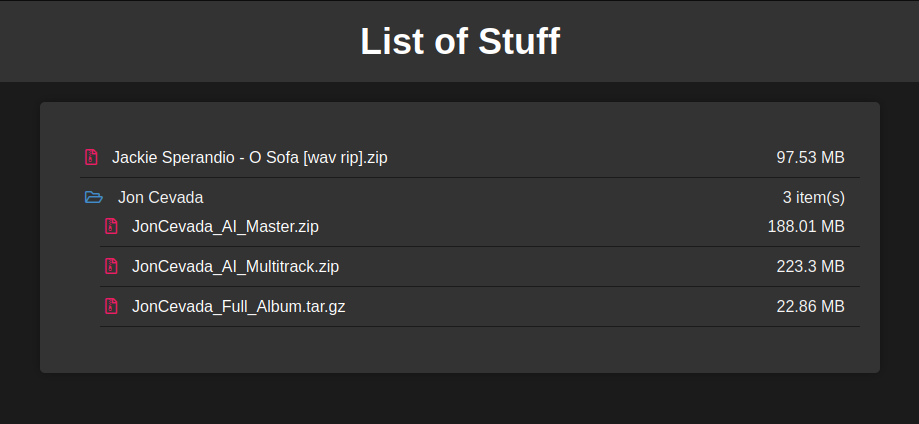 List of Stuff
Jackie Sperandio - O Sofa [wav rip].zip 97.53 MB
Jon Cevada 3 item(s)
JonCevada_AI_Master.zip 188.01 MB
JonCevada_AI_Multitrack.zip 223.3 MB
JonCevada_Full_Album.tar.gz 22.86 MB